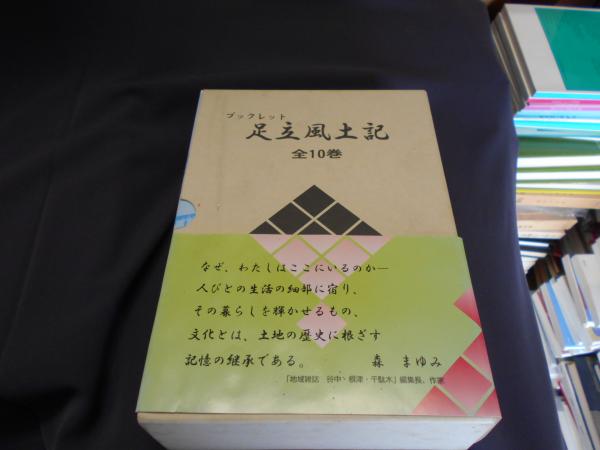 ブックレット
足立風土記
全10巻
なぜ、わたしはここにいるのか―
人びとの生活の細部に宿り、
その暮らしを輝かせるもの、
文化とは、土地の歴史に根ざす
記憶の継承である。 森 まゆみ
「地域雑誌 谷中・根津・千駄木」編集長、作家